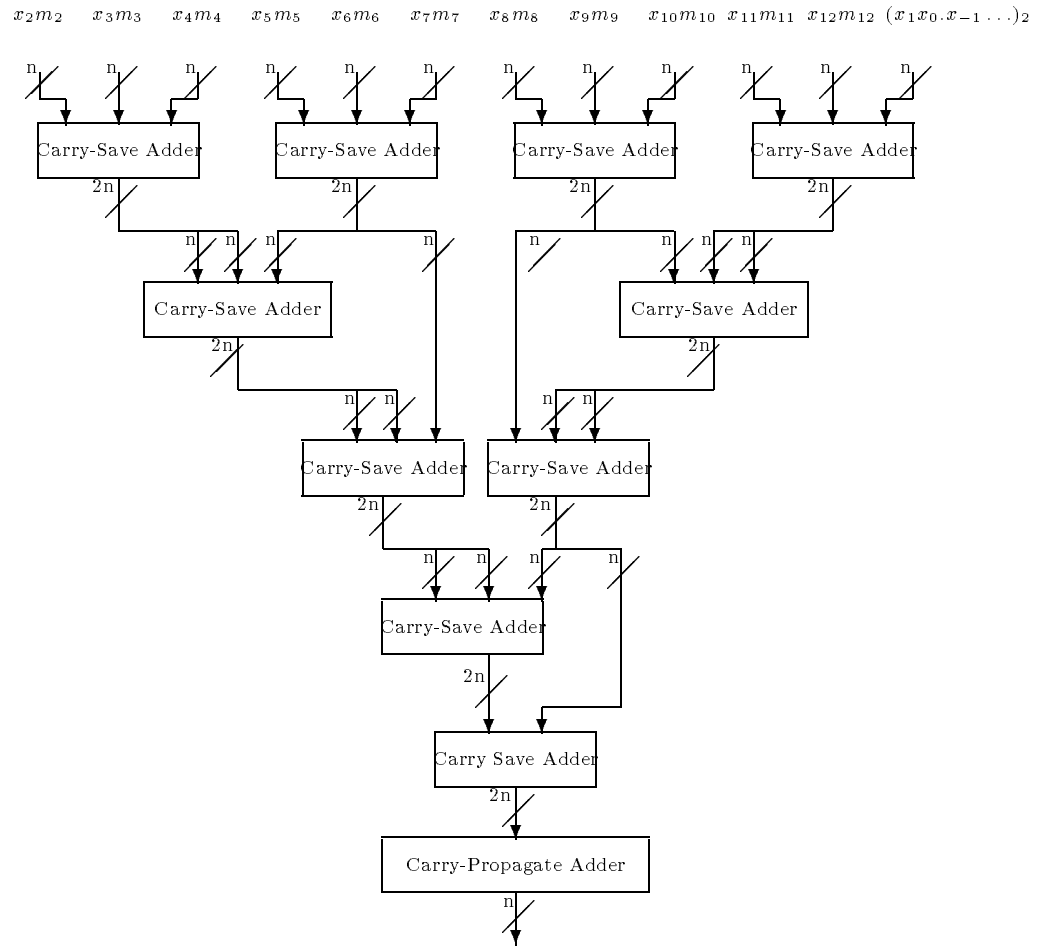 x₂m₂ x₃m₃ x₄m₄ x₅m₅ x₆m₆ x₇m₇ x₈m₈ x₉m₉ x₁₀m₁₀ x₁₁m₁₁ x₁₂m₁₂ (x₁x₀.x₋₁ ...)₂
n n n n n n n n n n n n
Carry-Save Adder Carry-Save Adder Carry-Save Adder Carry-Save Adder
2n 2n 2n 2n
n n n n n n n n
Carry-Save Adder Carry-Save Adder
2n 2n
n n n n
Carry-Save Adder Carry-Save Adder
2n 2n
n n n n
Carry-Save Adder
2n
Carry Save Adder
2n
Carry-Propagate Adder
n